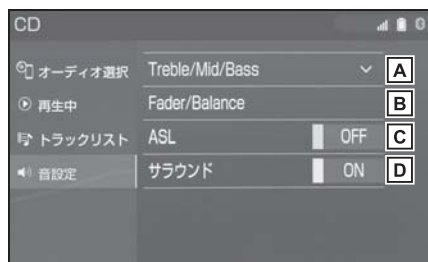 CD
オーディオ選択
Treble/Mid/Bass
A
再生中
Fader/Balance
B
トラックリスト
ASL
OFF
C
音設定
サラウンド
ON
D